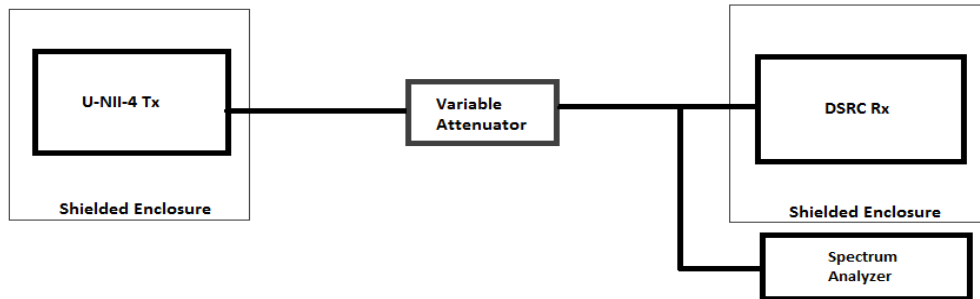 U-NII-4 Tx
Shielded Enclosure
Variable
Attenuator
DSRC Rx
Shielded Enclosure
Spectrum
Analyzer